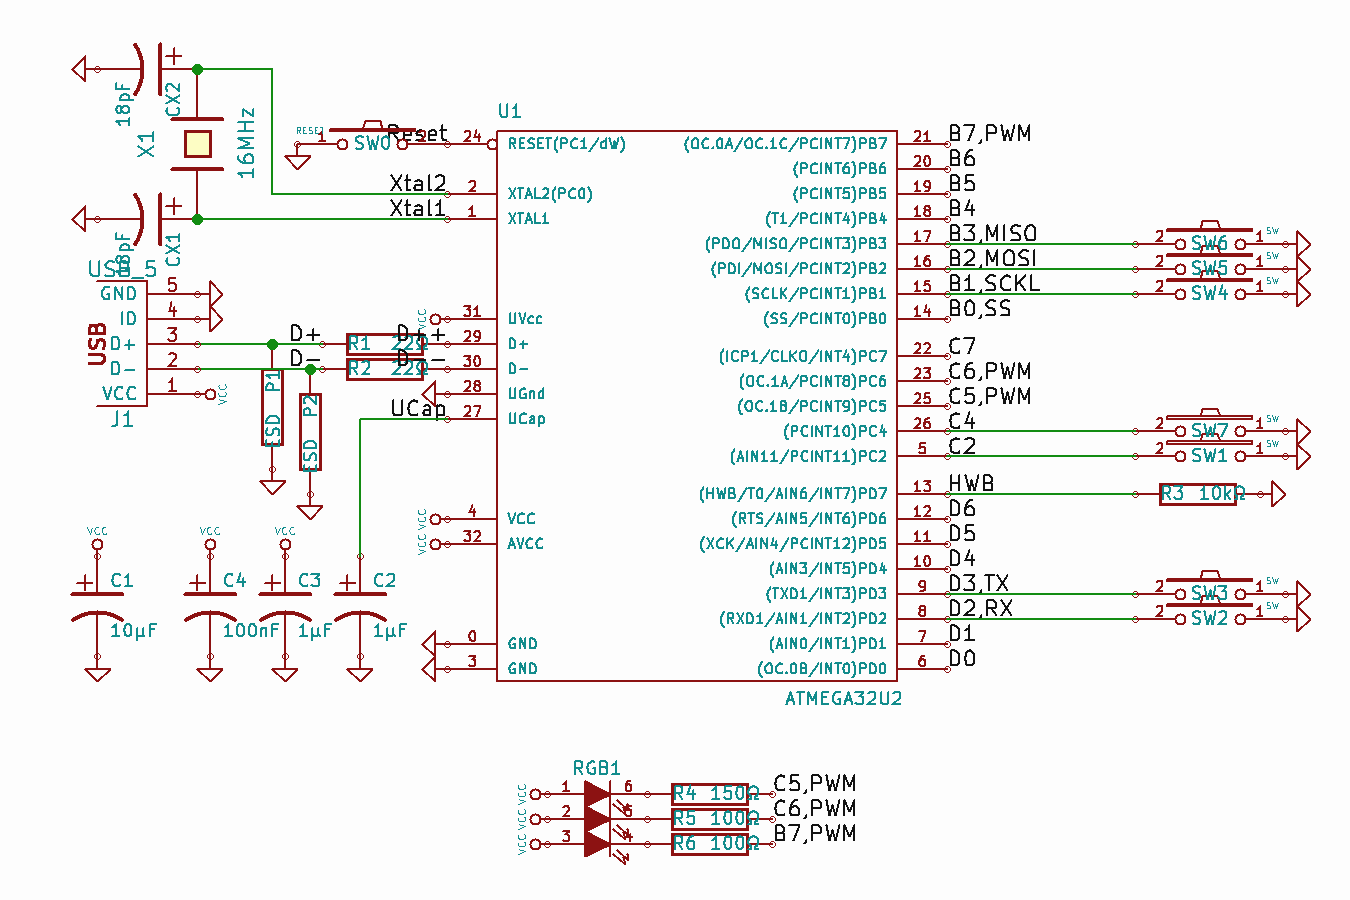 18pF
CX2
X1
16MHz
18pF
CX1
RESET
1
SW0
2
Reset
Xtal2
Xtal1
USB_5
USB
GND 5
ID 4
D+ 3
D- 2
VCC 1
VCC
J1
D+
D-
R1 22Ω
R2 22Ω
D+
D-
P1
ESD
P2
ESD
UCap
VCC
VCC
VCC
U1
24 RESET(PC1/dW)
2 XTAL2(PC0)
1 XTAL1
31 UVcc
29 D+
30 D-
28 UGnd
27 UCap
4 VCC
32 AVCC
0 GND
3 GND
(OC.0A/OC.1C/PCINT7)PB7 21 B7,PWM
(PCINT6)PB6 20 B6
(PCINT5)PB5 19 B5
(T1/PCINT4)PB4 18 B4
(PDO/MISO/PCINT3)PB3 17 B3,MISO
(PDI/MOSI/PCINT2)PB2 16 B2,MOSI
(SCLK/PCINT1)PB1 15 B1,SCKL
(SS/PCINT0)PB0 14 B0,SS
(ICP1/CLKO/INT4)PC7 22 C7
(OC.1A/PCINT8)PC6 23 C6,PWM
(OC.1B/PCINT9)PC5 25 C5,PWM
(PCINT10)PC4 26 C4
(AIN11/PCINT11)PC2 5 C2
(HWB/TO/AIN6/INT7)PD7 13 HWB
(RTS/AIN5/INT6)PD6 12 D6
(XCK/AIN4/PCINT12)PD5 11 D5
(AIN3/INT5)PD4 10 D4
(TXD1/INT3)PD3 9 D3,TX
(RXD1/AIN1/INT2)PD2 8 D2,RX
(AIN0/INT1)PD1 7 D1
(OC.0B/INT0)PD0 6 D0
ATMEGA32U2
2 SW6 1 SW
2 SW5 1 SW
2 SW4 1 SW
2 SW7 1 SW
2 SW1 1 SW
R3 10kΩ
2 SW3 1 SW
2 SW2 1 SW
VCC
C1
10µF
VCC
C4
100nF
VCC
C3
1µF
C2
1µF
RGB1
VCC 1 6 R4 150Ω C5,PWM
VCC 2 5 R5 100Ω C6,PWM
VCC 3 4 R6 100Ω B7,PWM